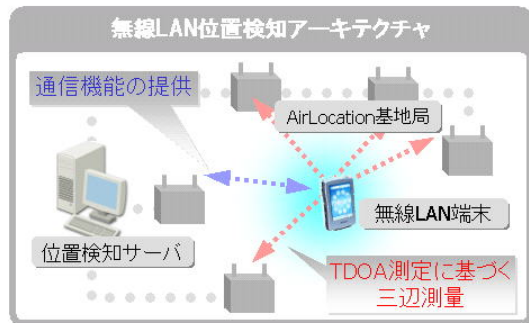 無線LAN位置検知アーキテクチャ
通信機能の提供
AirLocation基地局
無線LAN端末
位置検知サーバ
TDOA測定に基づく
三辺測量